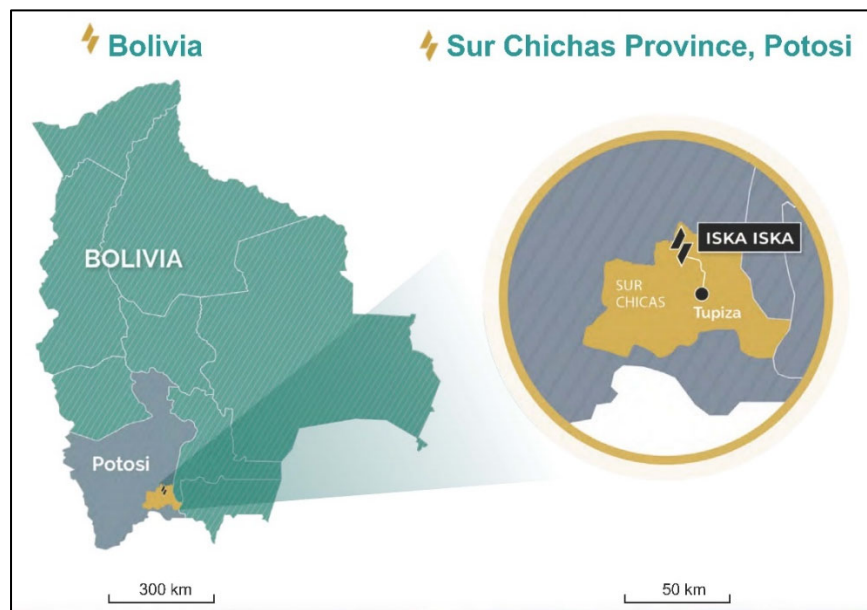 Bolivia
Sur Chichas Province, Potosi
BOLIVIA
Potosi
300 km
ISKA ISKA
SUR
CHICAS
Tupiza
50 km